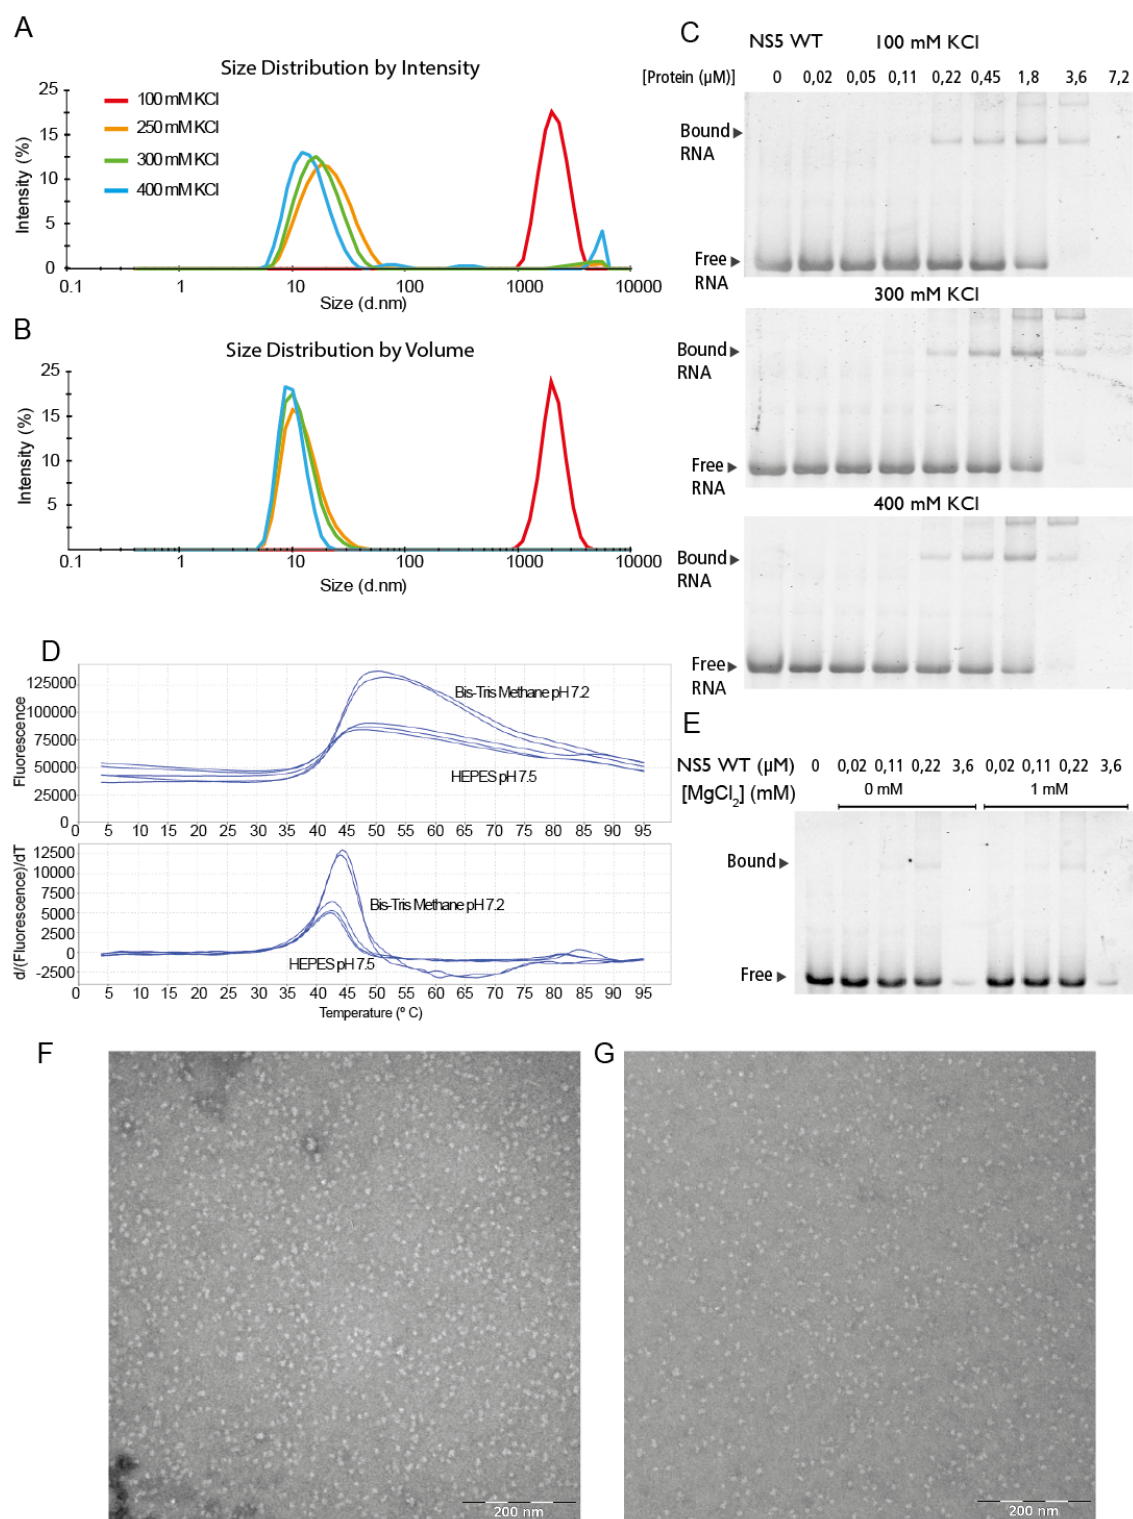 A
Size Distribution by Intensity
25
15
10
5
0
Intensity (%)
100 mM KCl
250 mM KCl
300 mM KCl
400 mM KCl
0.1 1 10 100 1000 10000
Size (d.nm)
B
Size Distribution by Volume
25
15
10
5
Intensity (%)
0.1 1 10 100 1000 10000
Size (d.nm)
C
NS5 WT 100 mM KCl
[Protein (µM)] 0 0,02 0,05 0,11 0,22 0,45 1,8 3,6 7,2
Bound
RNA
Free
RNA
300 mM KCl
Bound
RNA
Free
RNA
400 mM KCl
Bound
RNA
Free
RNA
D
125000
100000
75000
50000
25000
0
Fluorescence
Bis-Tris Methane pH 7.2
HEPES pH 7.5
0 5 10 15 20 25 30 35 40 45 50 55 60 65 70 75 80 85 90 95
12500
10000
7500
5000
2500
0
-2500
d/(Fluorescence)/dT
Bis-Tris Methane pH 7.2
HEPES pH 7.5
0 5 10 15 20 25 30 35 40 45 50 55 60 65 70 75 80 85 90 95
Temperature (º C)
E
NS5 WT (µM) 0 0,02 0,11 0,22 3,6 0,02 0,11 0,22 3,6
[MgCl2] (mM) 0 mM 1 mM
Bound
Free
F
200 nm
G
200 nm